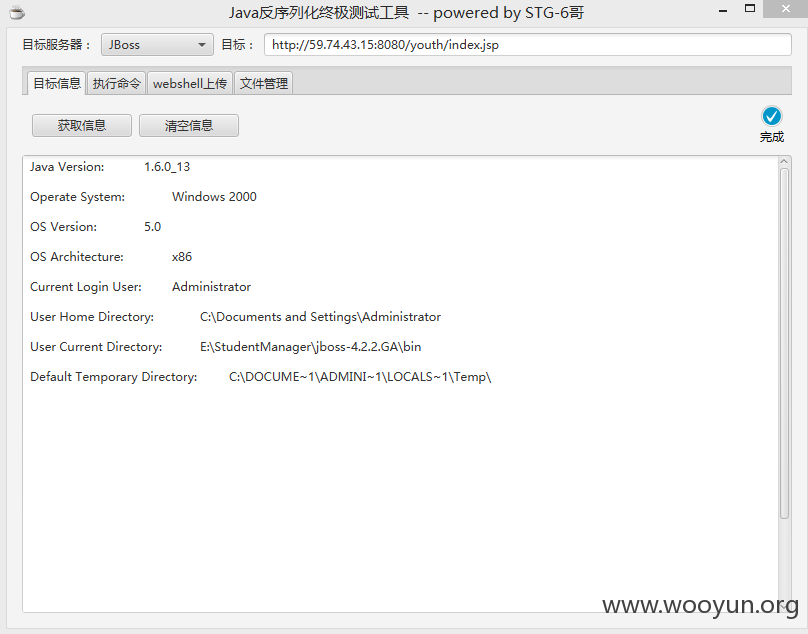 Java反序列化终极测试工具 -- powered by STG-6哥
目标服务器： JBoss 目标： http://59.74.43.15:8080/youth/index.jsp
目标信息 执行命令 webshell上传 文件管理
获取信息 清空信息 完成
Java Version: 1.6.0_13
Operate System: Windows 2000
OS Version: 5.0
OS Architecture: x86
Current Login User: Administrator
User Home Directory: C:\Documents and Settings\Administrator
User Current Directory: E:\StudentManager\jboss-4.2.2.GA\bin
Default Temporary Directory: C:\DOCUME~1\ADMINI~1\LOCALS~1\Temp\
www.wooyun.org